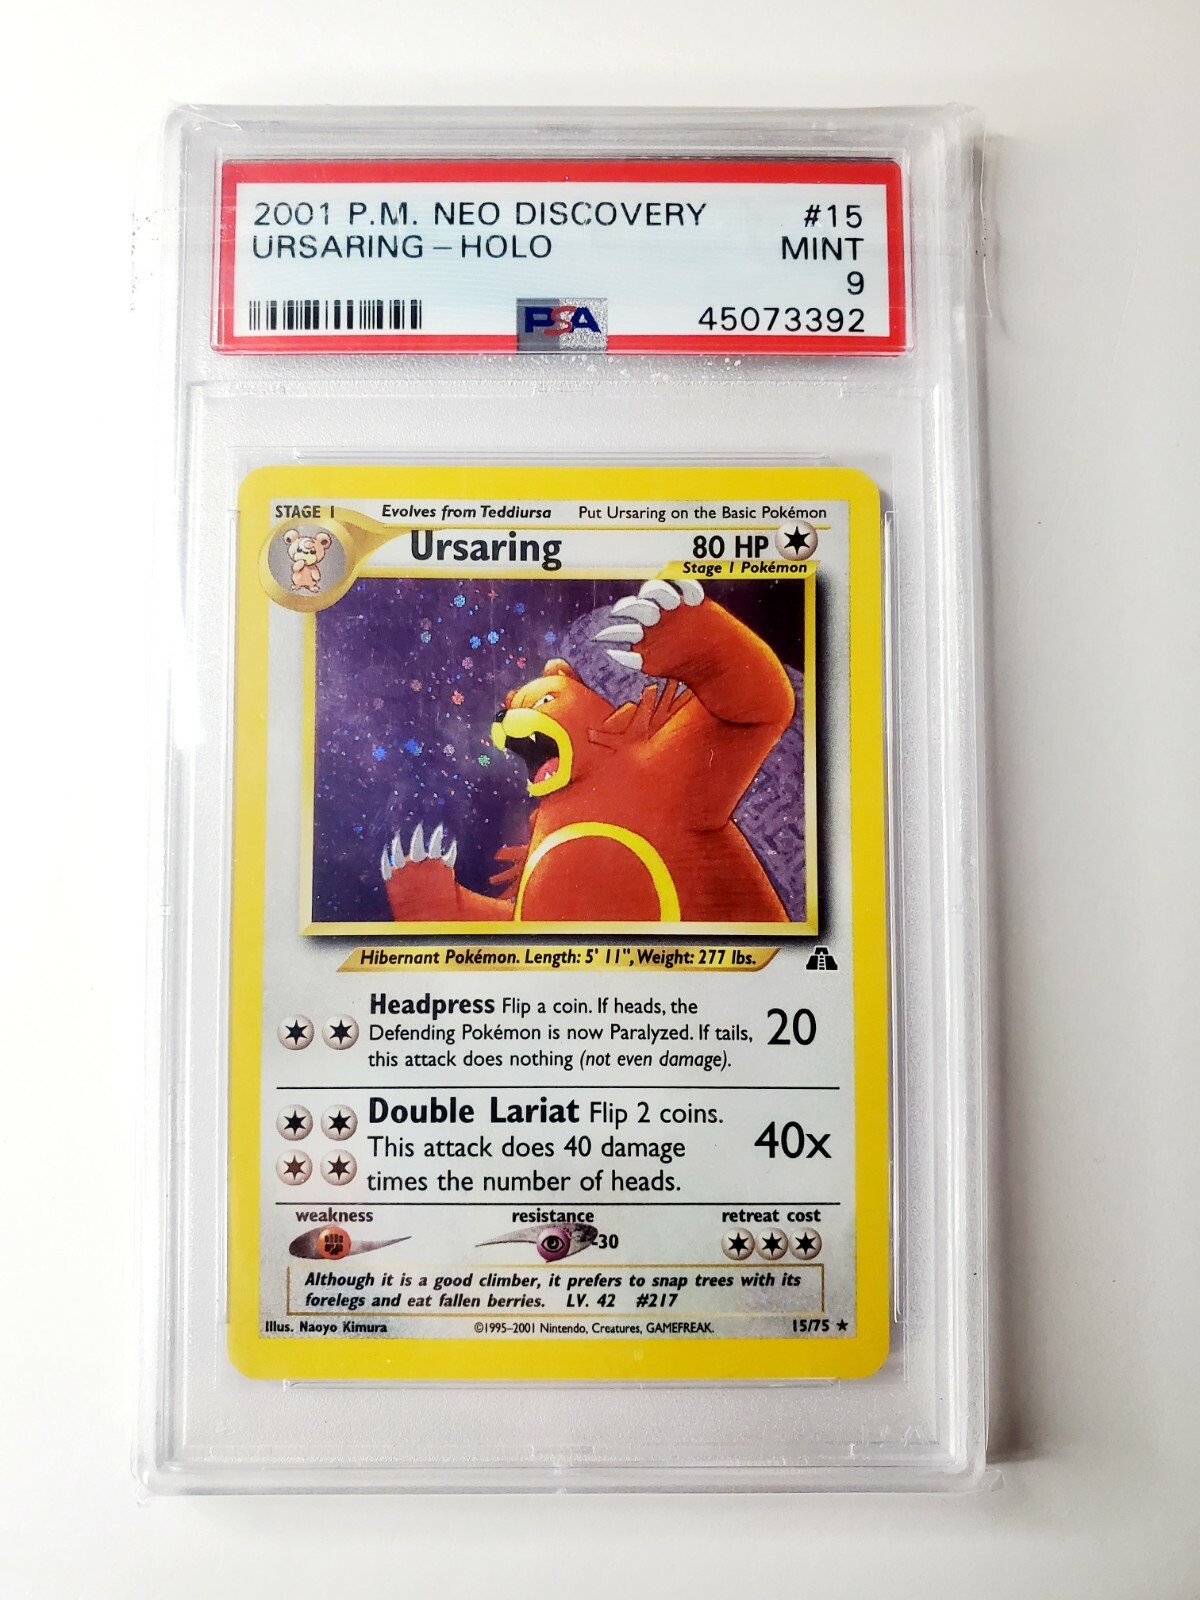 2001 P.M. NEO DISCOVERY #15
URSARING – HOLO MINT
9
PSA 45073392
STAGE 1 Evolves from Teddiursa Put Ursaring on the Basic Pokémon
Ursaring 80 HP
Stage 1 Pokémon
Hibernant Pokémon. Length: 5' 11", Weight: 277 lbs.
Headpress Flip a coin. If heads, the
Defending Pokémon is now Paralyzed. If tails, 20
this attack does nothing (not even damage).
Double Lariat Flip 2 coins.
This attack does 40 damage 40x
times the number of heads.
weakness resistance retreat cost
-30
Although it is a good climber, it prefers to snap trees with its
forelegs and eat fallen berries. LV. 42 #217
Illus. Naoyo Kimura ©1995-2001 Nintendo, Creatures, GAMEFREAK. 15/75 ★